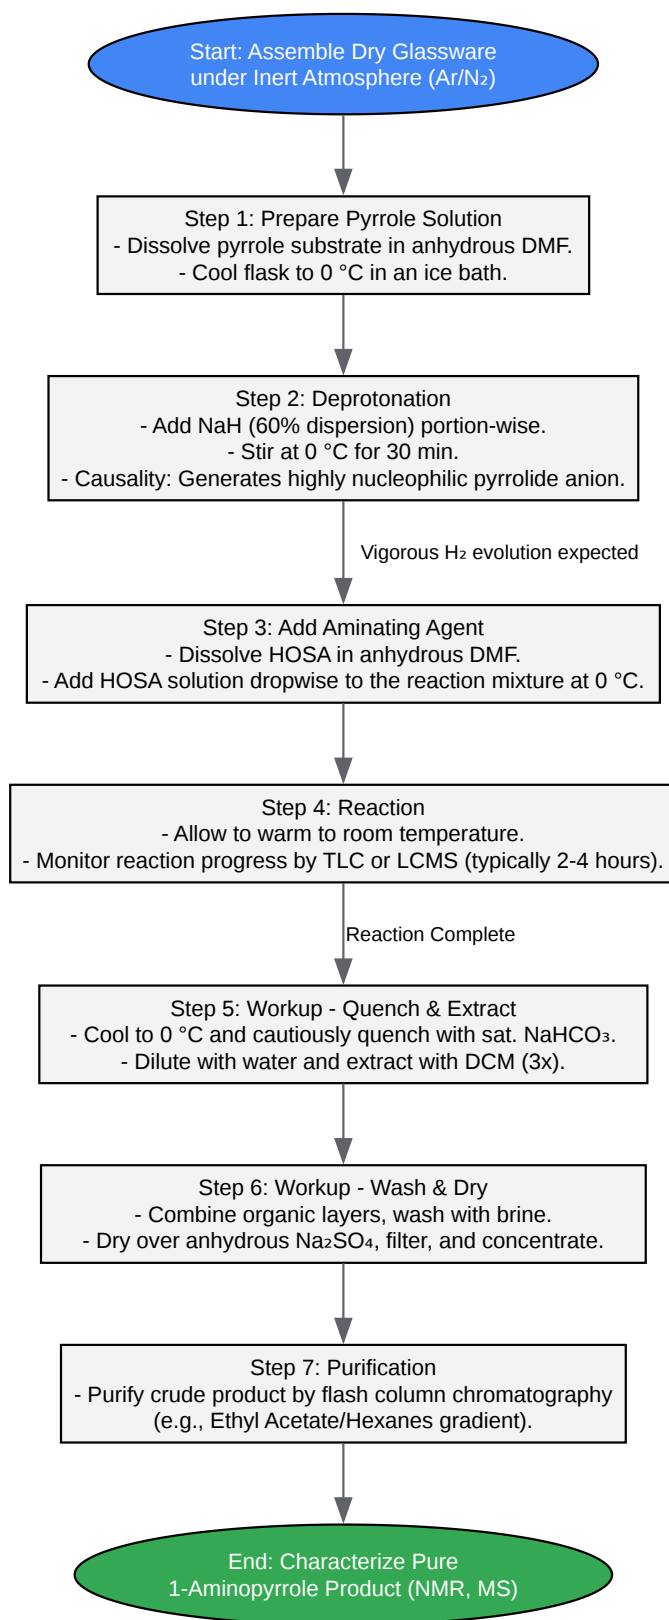 Start: Assemble Dry Glassware
under Inert Atmosphere (Ar/N₂)
Step 1: Prepare Pyrrole Solution
- Dissolve pyrrole substrate in anhydrous DMF.
- Cool flask to 0 °C in an ice bath.
Step 2: Deprotonation
- Add NaH (60% dispersion) portion-wise.
- Stir at 0 °C for 30 min.
- Causality: Generates highly nucleophilic pyrrolide anion.
Vigorous H₂ evolution expected
Step 3: Add Aminating Agent
- Dissolve HOSA in anhydrous DMF.
- Add HOSA solution dropwise to the reaction mixture at 0 °C.
Step 4: Reaction
- Allow to warm to room temperature.
- Monitor reaction progress by TLC or LCMS (typically 2-4 hours).
Reaction Complete
Step 5: Workup - Quench & Extract
- Cool to 0 °C and cautiously quench with sat. NaHCO₃.
- Dilute with water and extract with DCM (3x).
Step 6: Workup - Wash & Dry
- Combine organic layers, wash with brine.
- Dry over anhydrous Na₂SO₄, filter, and concentrate.
Step 7: Purification
- Purify crude product by flash column chromatography
(e.g., Ethyl Acetate/Hexanes gradient).
End: Characterize Pure
1-Aminopyrrole Product (NMR, MS)